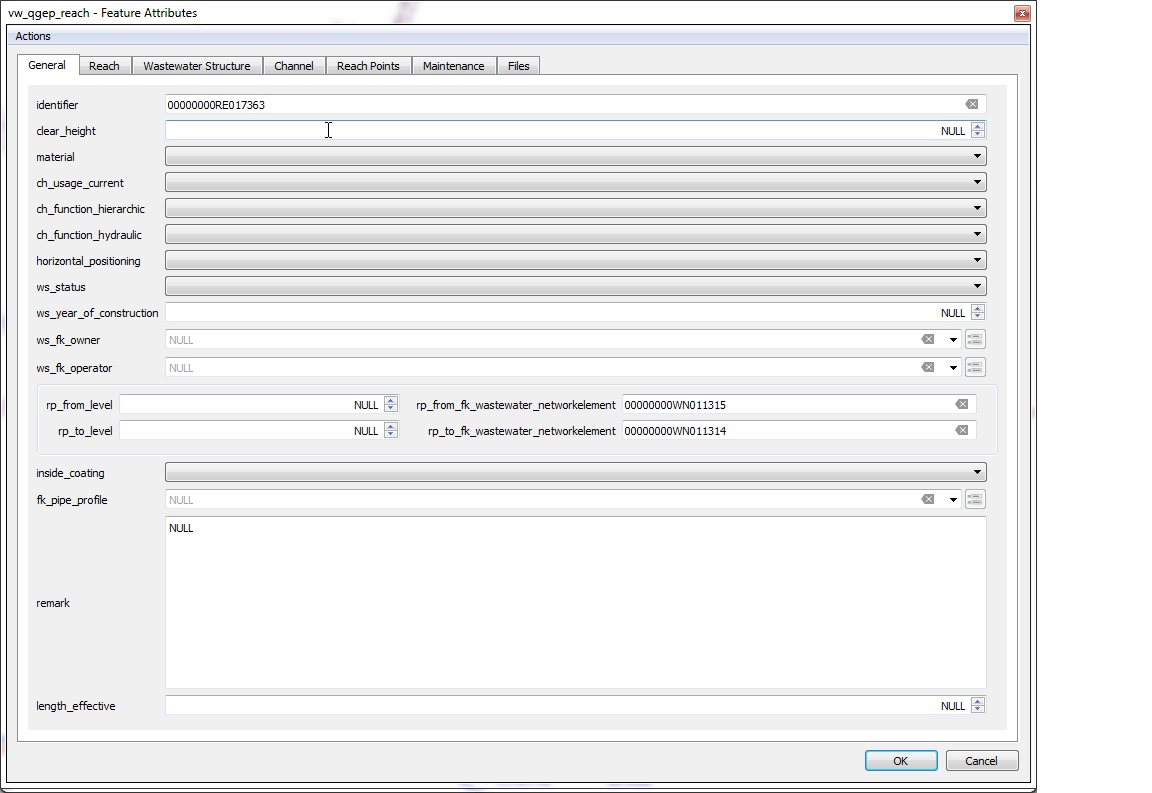 vw_qgep_reach - Feature Attributes
Actions
General Reach Wastewater Structure Channel Reach Points Maintenance Files
identifier 00000000RE017363
clear_height NULL
material
ch_usage_current
ch_function_hierarchic
ch_function_hydraulic
horizontal_positioning
ws_status
ws_year_of_construction NULL
ws_fk_owner NULL
ws_fk_operator NULL
rp_from_level NULL rp_from_fk_wastewater_networkelement 00000000WN011315
rp_to_level NULL rp_to_fk_wastewater_networkelement 00000000WN011314
inside_coating
fk_pipe_profile NULL
NULL
remark
length_effective NULL
OK Cancel